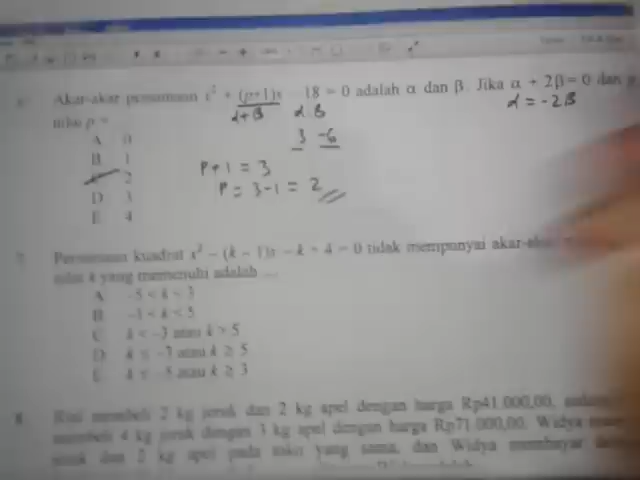 Akar-akar persamaan x² + (p+1)x - 18 = 0 adalah α dan β. Jika α + 2β = 0 dan p
α+β α β α = -2β
nilai p =
3 -6
A 0
B 1
p+1 = 3
2
p = 3-1 = 2
D 3
E 4
7. Persamaan kuadrat x² - (k - 1)x - k + 4 = 0 tidak mempunyai akar-akar
nilai k yang memenuhi adalah ...
A -5 < k < 3
B -3 < k < 5
C k < -3 atau k > 5
D k ≤ -3 atau k ≥ 5
E k ≤ -5 atau k ≥ 3
8. Rini membeli 2 kg jeruk dan 2 kg apel dengan harga Rp41.000,00, sedangkan
membeli 4 kg jeruk dengan 3 kg apel dengan harga Rp71.000,00. Widya
jeruk dan 2 kg apel pada toko yang sama, dan Widya membayar